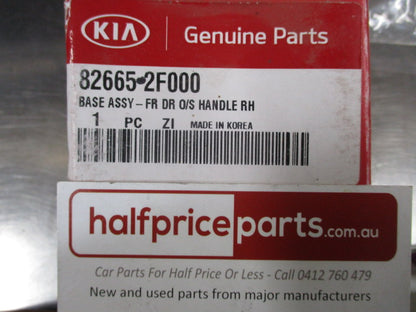 KIA Genuine Parts
82665-2F000
BASE ASSY-FR DR O/S HANDLE RH
1 PC ZI MADE IN KOREA
halfpriceparts.com.au
Car Parts For Half Price Or Less - Call 0412 760 479
New and used parts from major manufacturers